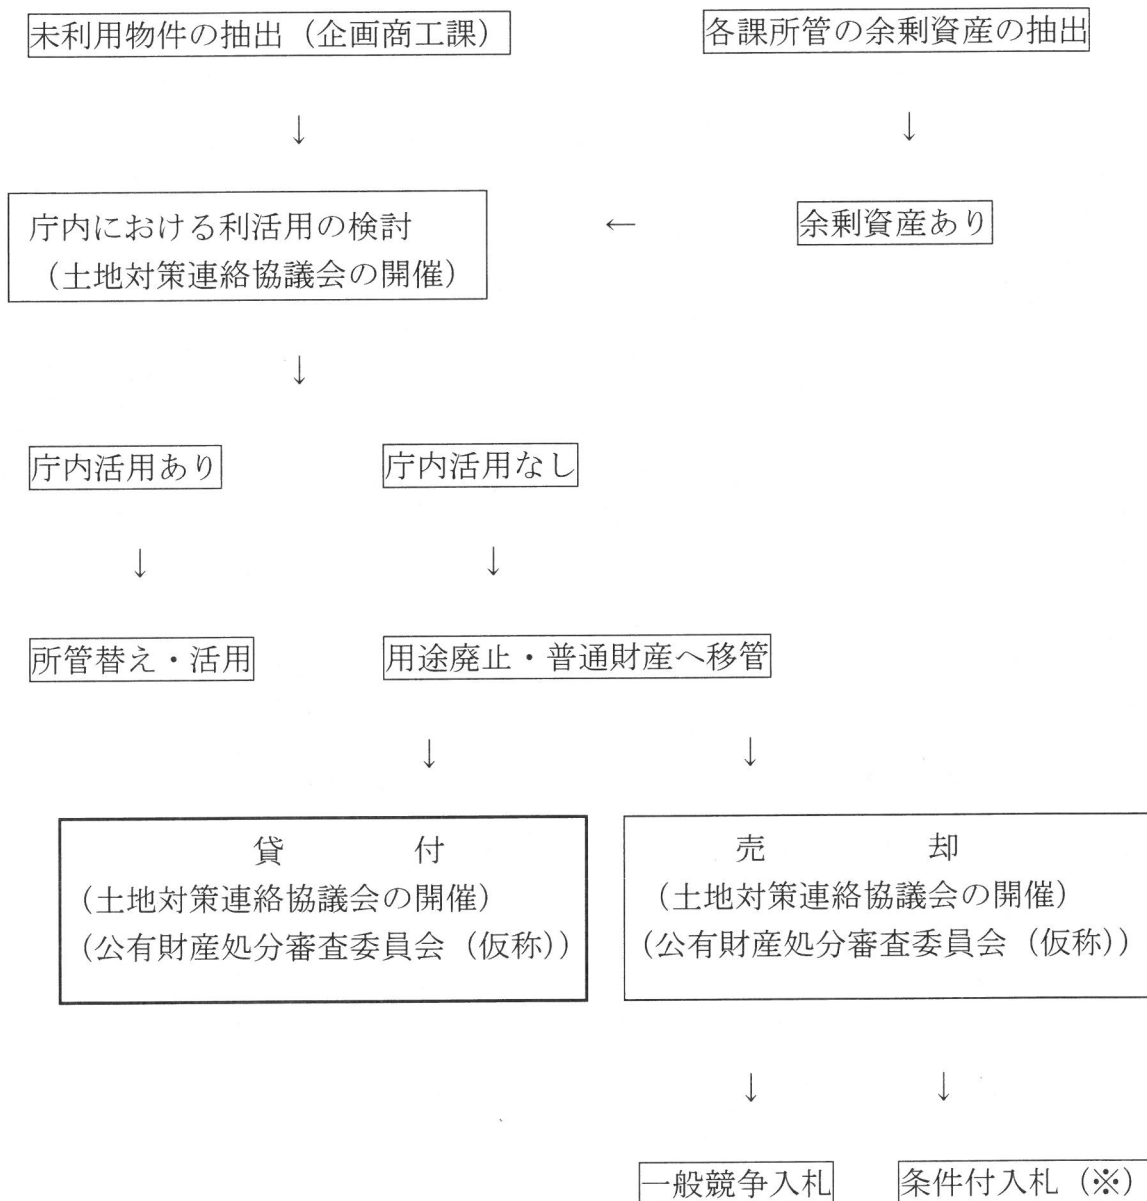 未利用物件の抽出(企画商工課)
各課所管の余剰資産の抽出
↓
↓
庁内における利活用の検討
(土地対策連絡協議会の開催)
←
余剰資産あり
↓
庁内活用あり
庁内活用なし
↓
↓
所管替え・活用
用途廃止・普通財産へ移管
↓
↓
貸 付
(土地対策連絡協議会の開催)
(公有財産処分審査委員会(仮称))
売 却
(土地対策連絡協議会の開催)
(公有財産処分審査委員会(仮称))
↓
↓
一般競争入札
条件付入札(※)